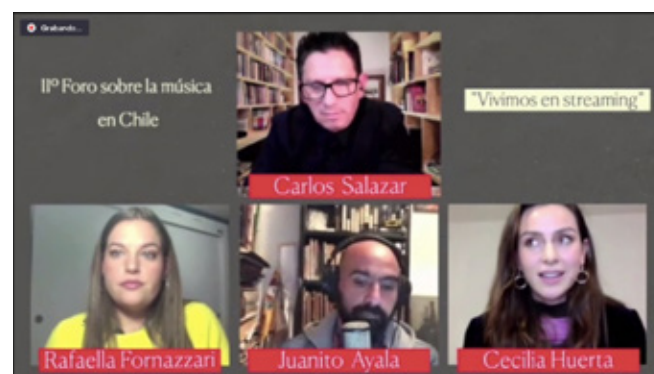 Grabando...
IIº Foro sobre la música
en Chile
"Vivimos en streaming"
Carlos Salazar
Rafaella Fornazzari
Juanito Ayala
Cecilia Huerta